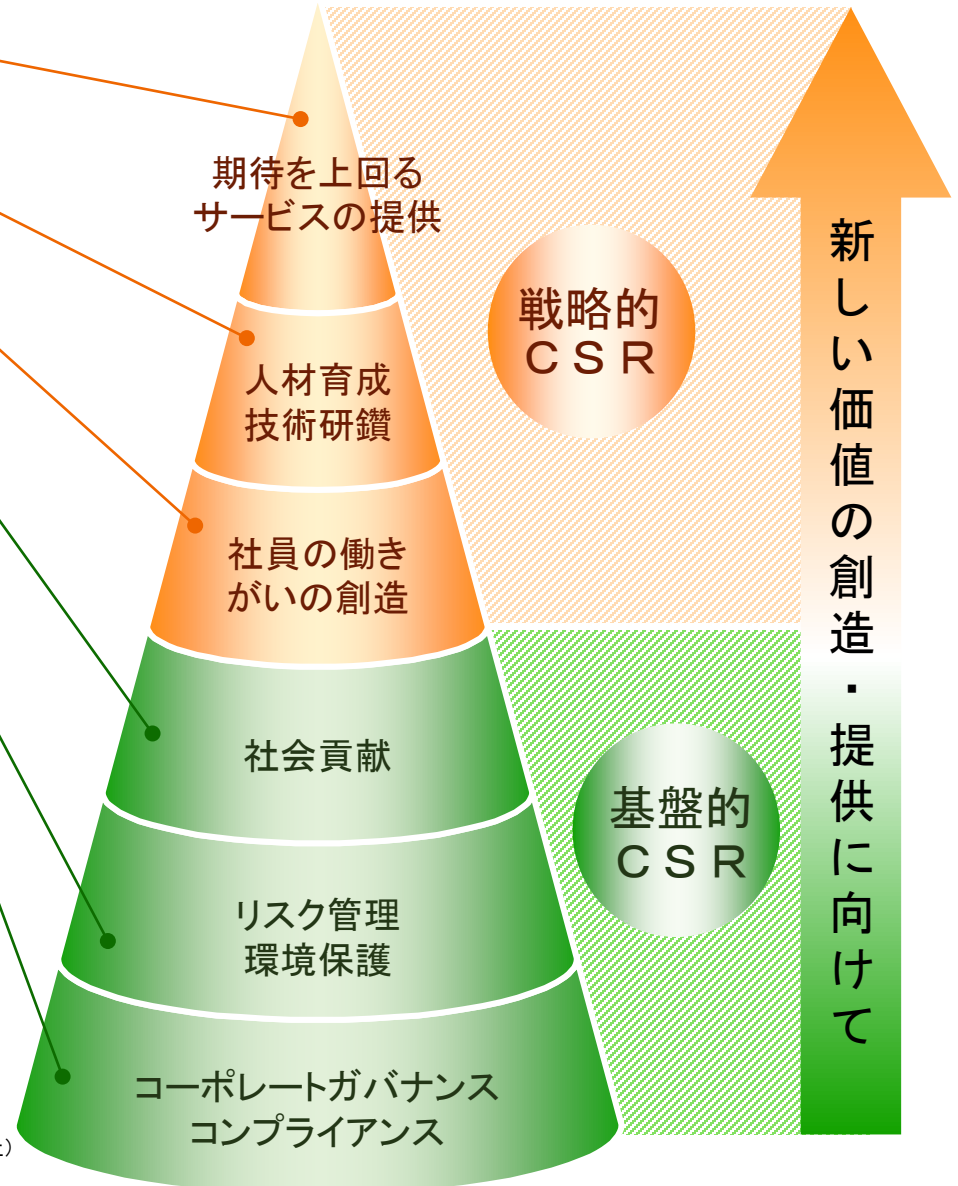 期待を上回る
サービスの提供
人材育成
技術研鑽
社員の働き
がいの創造
社会貢献
リスク管理
環境保護
コーポレートガバナンス
コンプライアンス
戦略的
ＣＳＲ
基盤的
ＣＳＲ
新しい価値の創造・提供に向けて